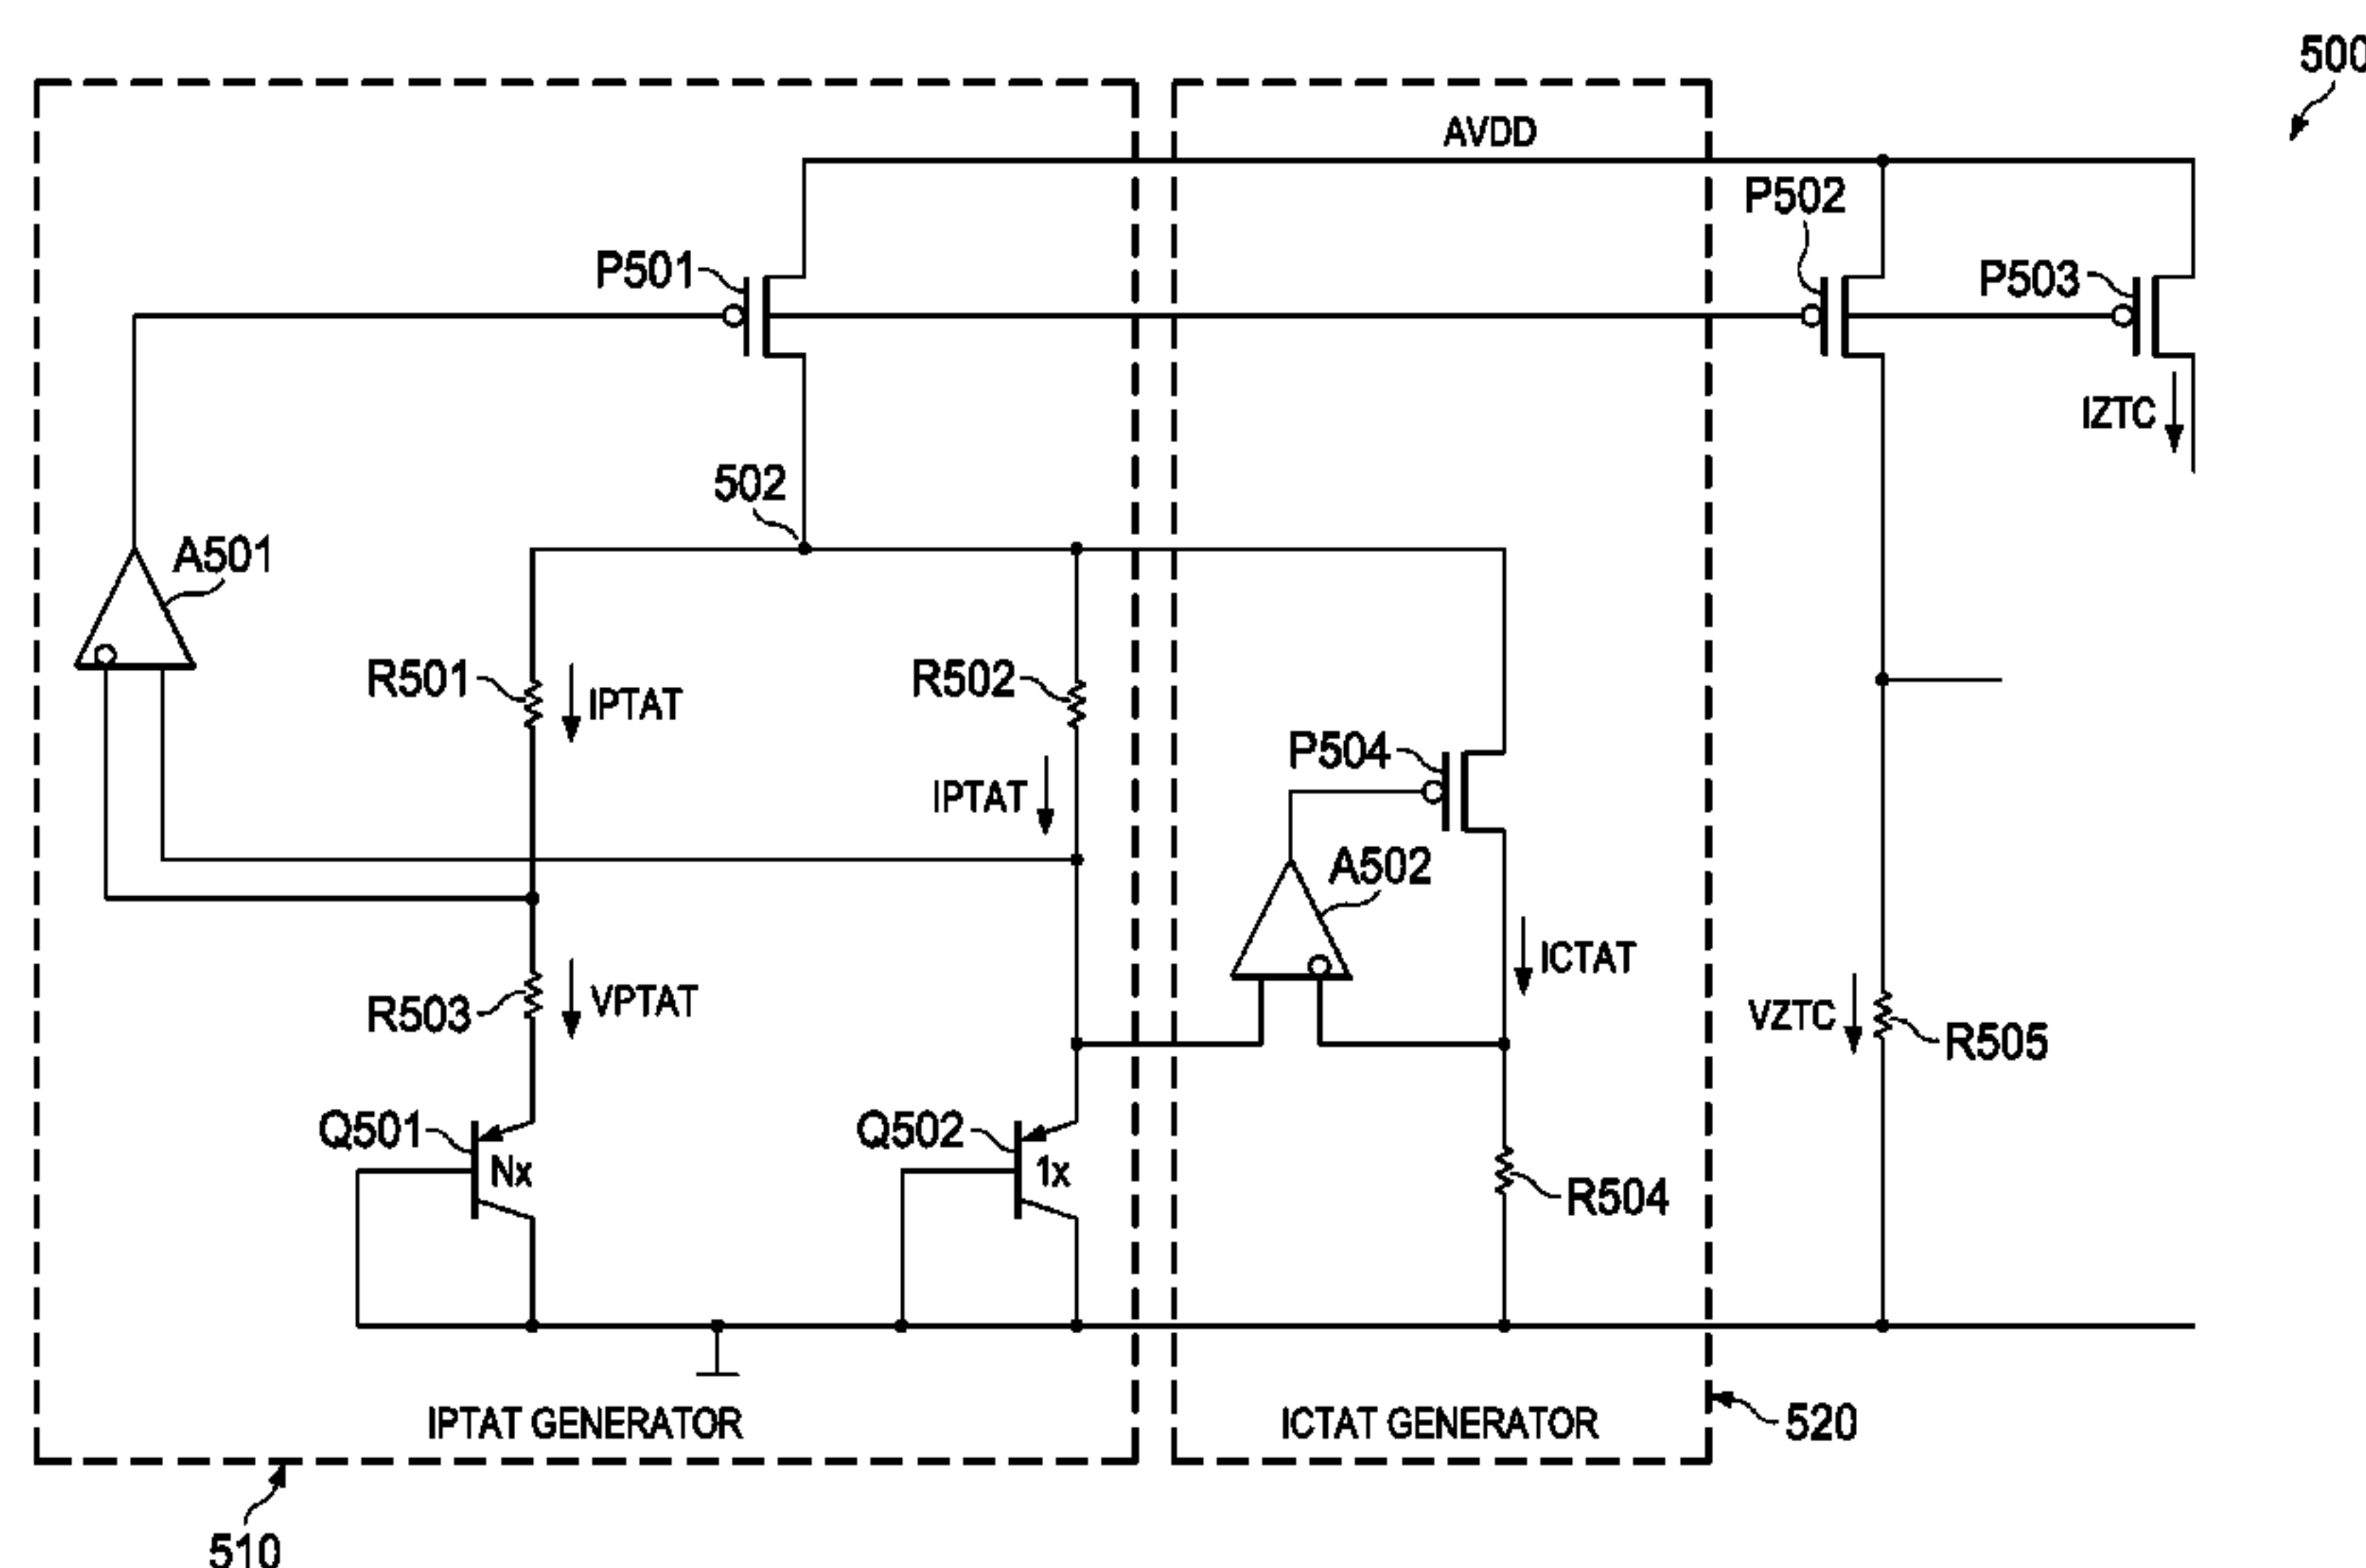 500
AVDD
P502
P501
P503
IZTC
502
A501
R501
IPTAT
R502
P504
IPTAT
A502
ICTAT
R503
VPTAT
VZTC
R505
Q501
Nx
Q502
1x
R504
IPTAT GENERATOR
ICTAT GENERATOR
520
510